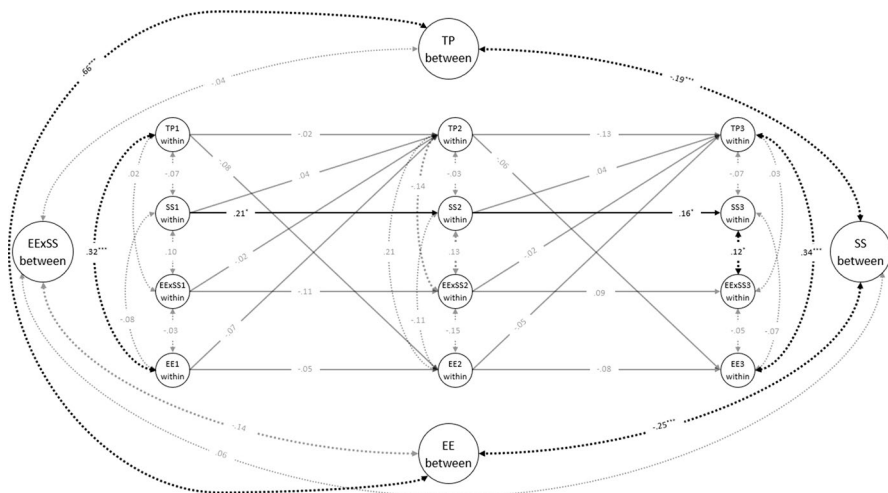 TP
between
.66***
-.04
-.19***
TP1
within
-.02
TP2
within
-.13
TP3
within
.02
-.07
-.08
-.14
-.03
-.06
-.07
.03
.04
.04
SS1
within
.21*
SS2
within
.16*
SS3
within
EExSS
between
.32***
.10
-.02
.21
.13
-.02
.12*
.34***
SS
between
EExSS1
within
-.11
EExSS2
within
.09
EExSS3
within
-.08
-.03
-.07
-.11
-.15
-.05
-.05
-.07
EE1
within
-.05
EE2
within
-.08
EE3
within
-.14
-.25***
.06
EE
between